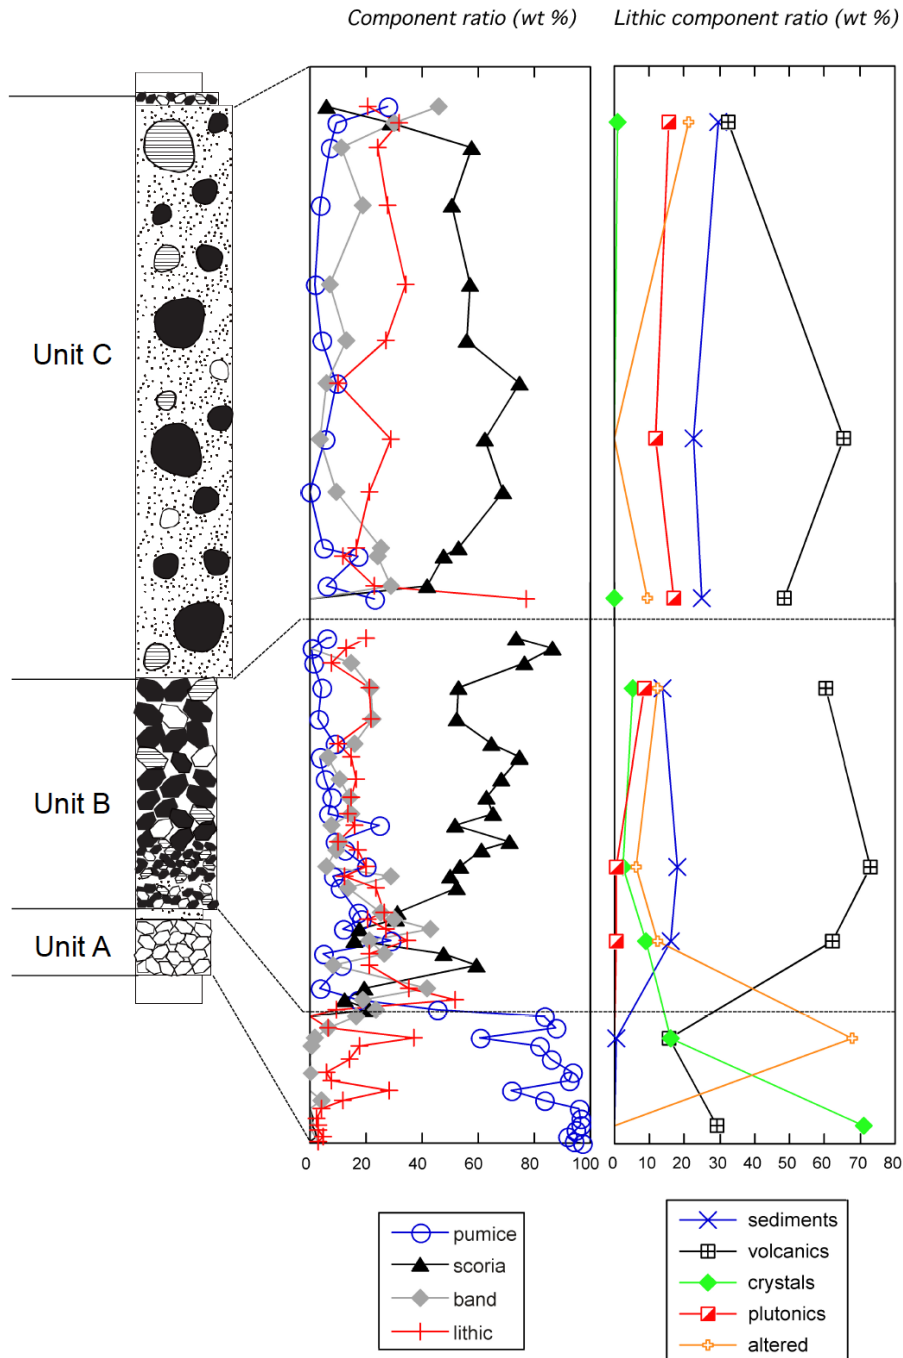 Component ratio (wt %) Lithic component ratio (wt %)
Unit C
Unit B
Unit A
0 20 40 60 80 100 0 10 20 30 40 50 60 70 80
pumice
scoria
band
lithic
sediments
volcanics
crystals
plutonics
altered